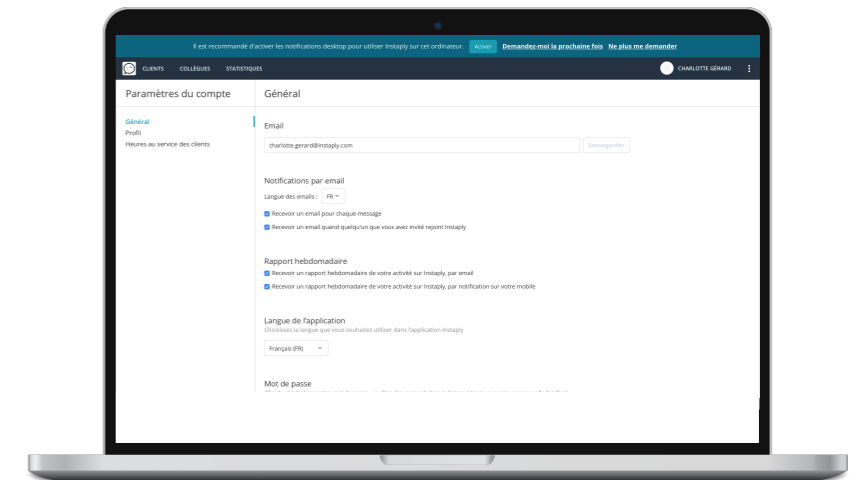 Il est recommandé d'activer les notifications desktop pour utiliser Instaply sur cet ordinateur. Activer Demandez-moi la prochaine fois Ne plus me demander
CLIENTS COLLÈGUES STATISTIQUES CHARLOTTE GÉRARD
Paramètres du compte
Général
Général
Profil
Heures au service des clients
Email
charlotte.gerard@instaply.com Sauvegarder
Notifications par email
Langue des emails : FR
Recevoir un email pour chaque message
Recevoir un email quand quelqu'un que vous avez invité rejoint Instaply
Rapport hebdomadaire
Recevoir un rapport hebdomadaire de votre activité sur Instaply, par email
Recevoir un rapport hebdomadaire de votre activité sur Instaply, par notification sur votre mobile
Langue de l'application
Choisissez la langue que vous souhaitez utiliser dans l'application Instaply
Français (FR)
Mot de passe